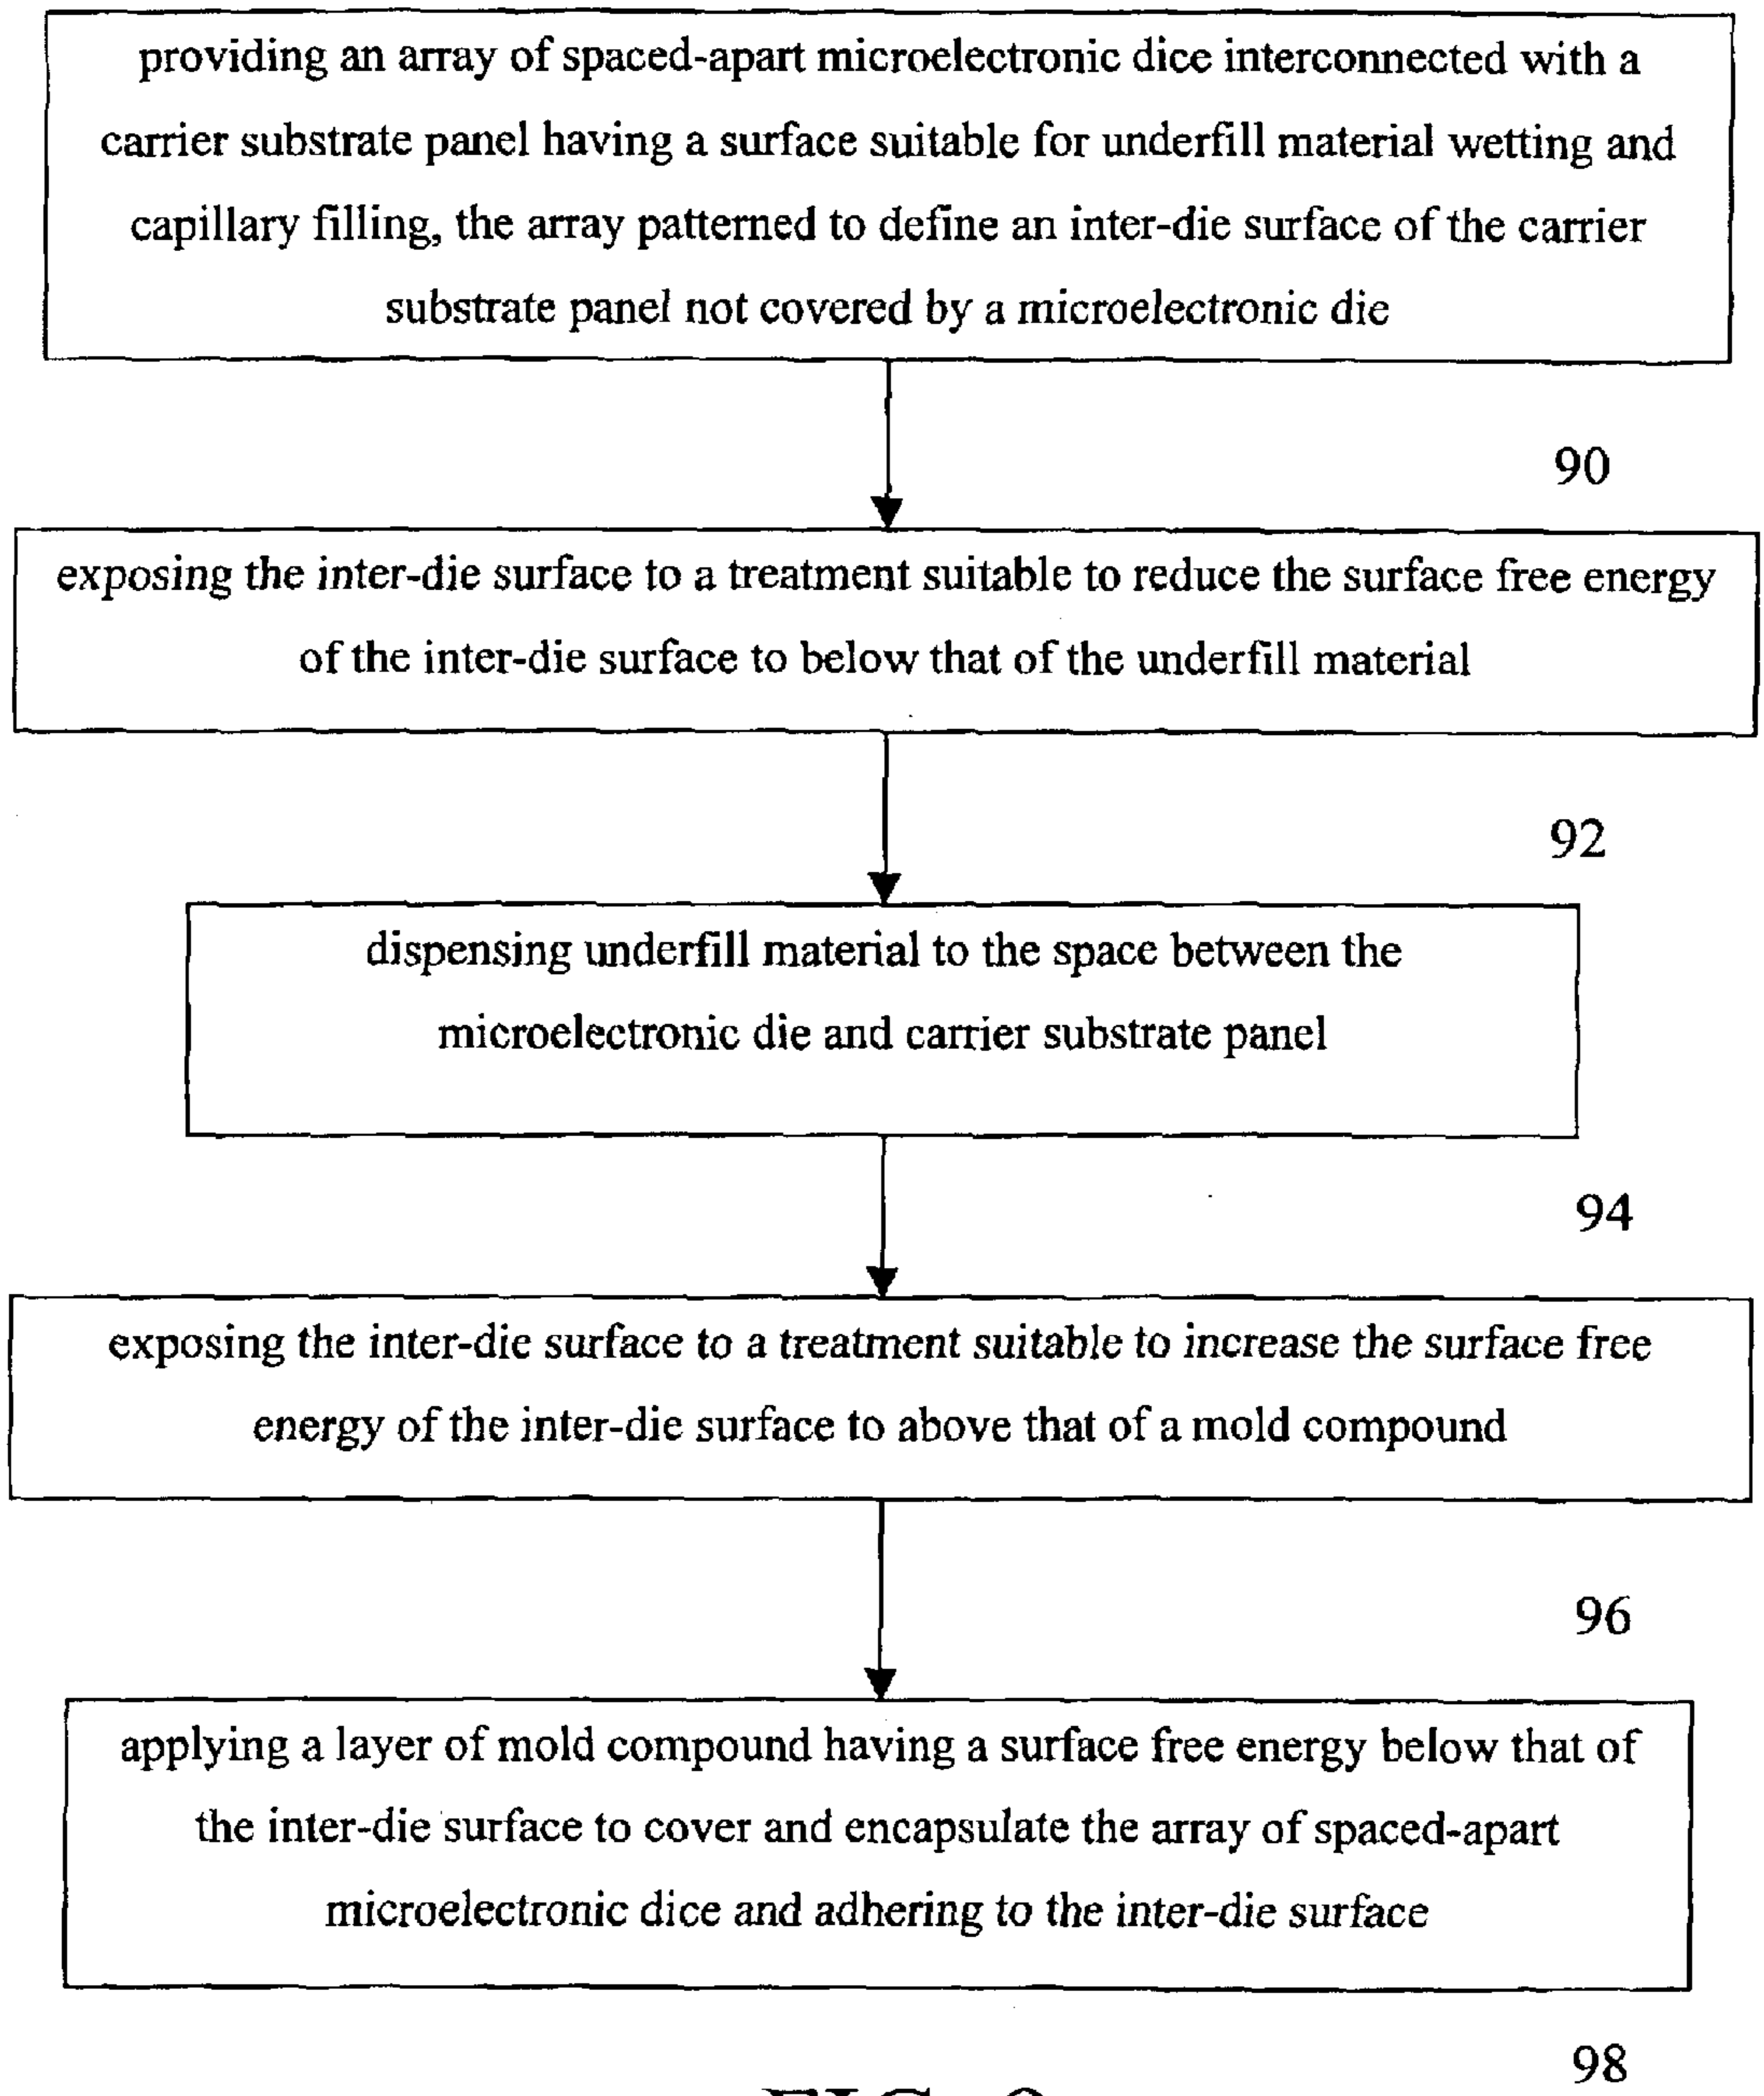 providing an array of spaced-apart microelectronic dice interconnected with a
carrier substrate panel having a surface suitable for underfill material wetting and
capillary filling, the array patterned to define an inter-die surface of the carrier
substrate panel not covered by a microelectronic die
90
exposing the inter-die surface to a treatment suitable to reduce the surface free energy
of the inter-die surface to below that of the underfill material
92
dispensing underfill material to the space between the
microelectronic die and carrier substrate panel
94
exposing the inter-die surface to a treatment suitable to increase the surface free
energy of the inter-die surface to above that of a mold compound
96
applying a layer of mold compound having a surface free energy below that of
the inter-die surface to cover and encapsulate the array of spaced-apart
microelectronic dice and adhering to the inter-die surface
98